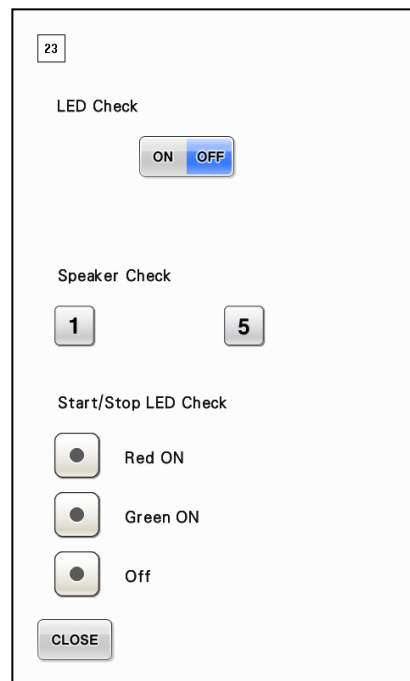 23
LED Check
ON OFF
Speaker Check
1 5
Start/Stop LED Check
Red ON
Green ON
Off
CLOSE